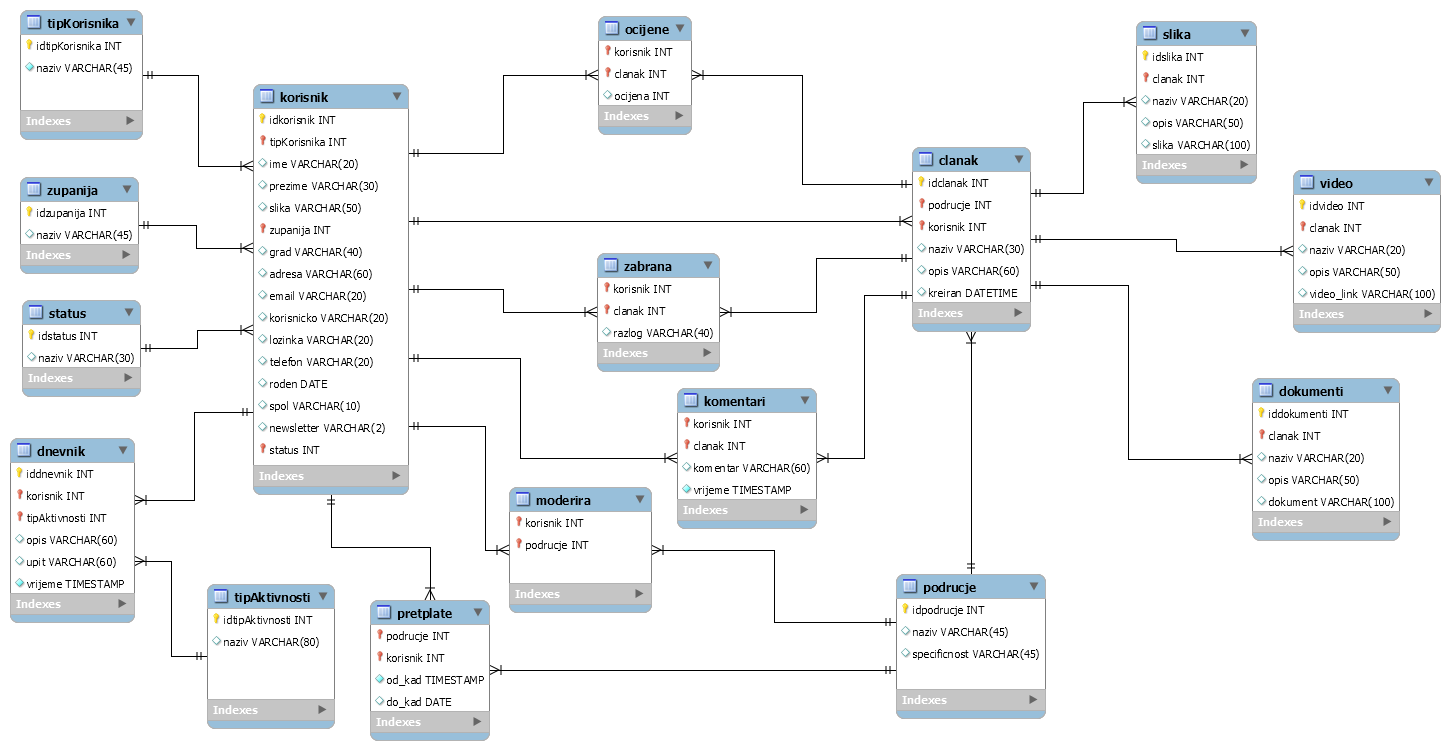 tipKorisnika
idtipKorisnika INT
naziv VARCHAR(45)
Indexes
zupanija
idzupanija INT
naziv VARCHAR(45)
Indexes
status
idstatus INT
naziv VARCHAR(30)
Indexes
dnevnik
iddnevnik INT
korisnik INT
tipAktivnosti INT
opis VARCHAR(60)
upit VARCHAR(60)
vrijeme TIMESTAMP
Indexes
tipAktivnosti
idtipAktivnosti INT
naziv VARCHAR(80)
Indexes
korisnik
idkorisnik INT
tipKorisnika INT
ime VARCHAR(20)
prezime VARCHAR(30)
slika VARCHAR(50)
zupanija INT
grad VARCHAR(40)
adresa VARCHAR(60)
email VARCHAR(20)
korisnicko VARCHAR(20)
lozinka VARCHAR(20)
telefon VARCHAR(20)
roden DATE
spol VARCHAR(10)
newsletter VARCHAR(2)
status INT
Indexes
pretplate
podrucje INT
korisnik INT
od_kad TIMESTAMP
do_kad DATE
Indexes
ocijene
korisnik INT
clanak INT
ocijena INT
Indexes
zabrana
korisnik INT
clanak INT
razlog VARCHAR(40)
Indexes
komentari
korisnik INT
clanak INT
komentar VARCHAR(60)
vrijeme TIMESTAMP
Indexes
moderira
korisnik INT
podrucje INT
Indexes
clanak
idclanak INT
podrucje INT
korisnik INT
naziv VARCHAR(30)
opis VARCHAR(60)
kreiran DATETIME
Indexes
podrucje
idpodrucje INT
naziv VARCHAR(45)
specificnost VARCHAR(45)
Indexes
slika
idslika INT
clanak INT
naziv VARCHAR(20)
opis VARCHAR(50)
slika VARCHAR(100)
Indexes
video
idvideo INT
clanak INT
naziv VARCHAR(20)
opis VARCHAR(50)
video_link VARCHAR(100)
Indexes
dokumenti
iddokumenti INT
clanak INT
naziv VARCHAR(20)
opis VARCHAR(50)
dokument VARCHAR(100)
Indexes